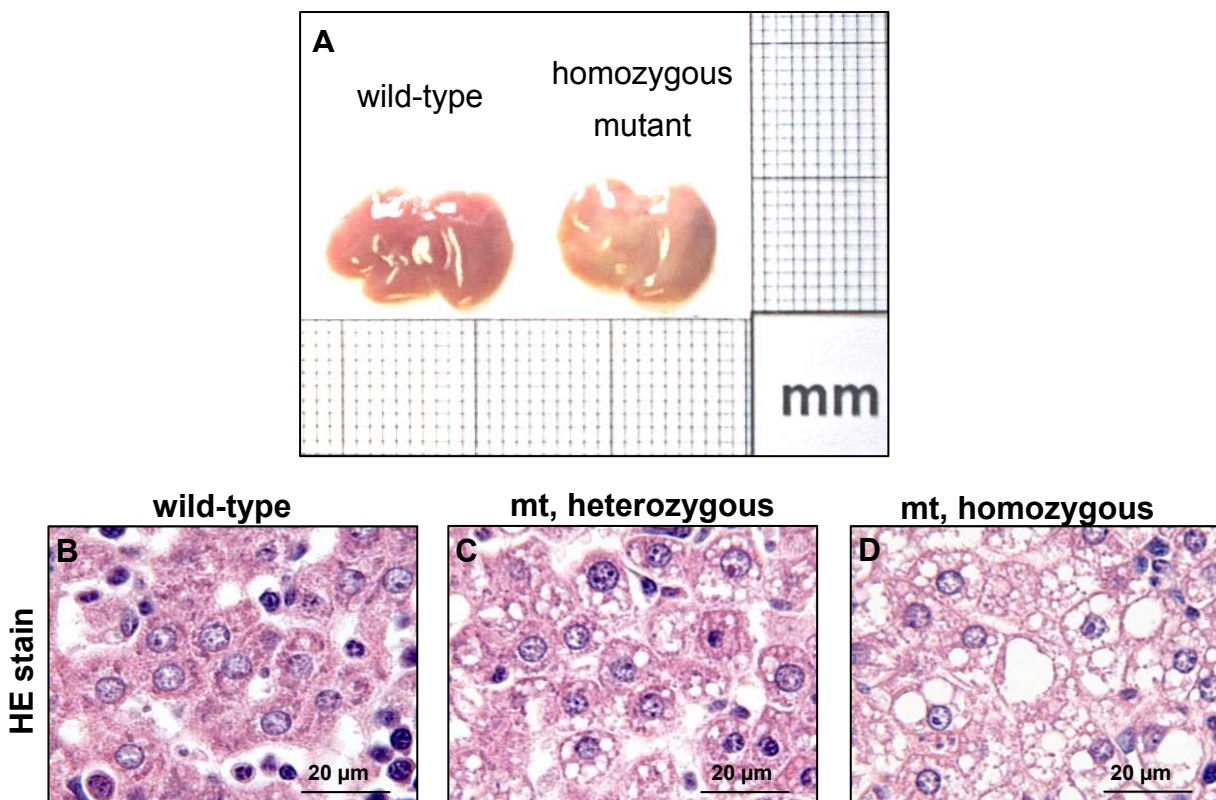 A
wild-type
homozygous
mutant
mm
wild-type
mt, heterozygous
mt, homozygous
B
C
D
HE stain
20 µm
20 µm
20 µm